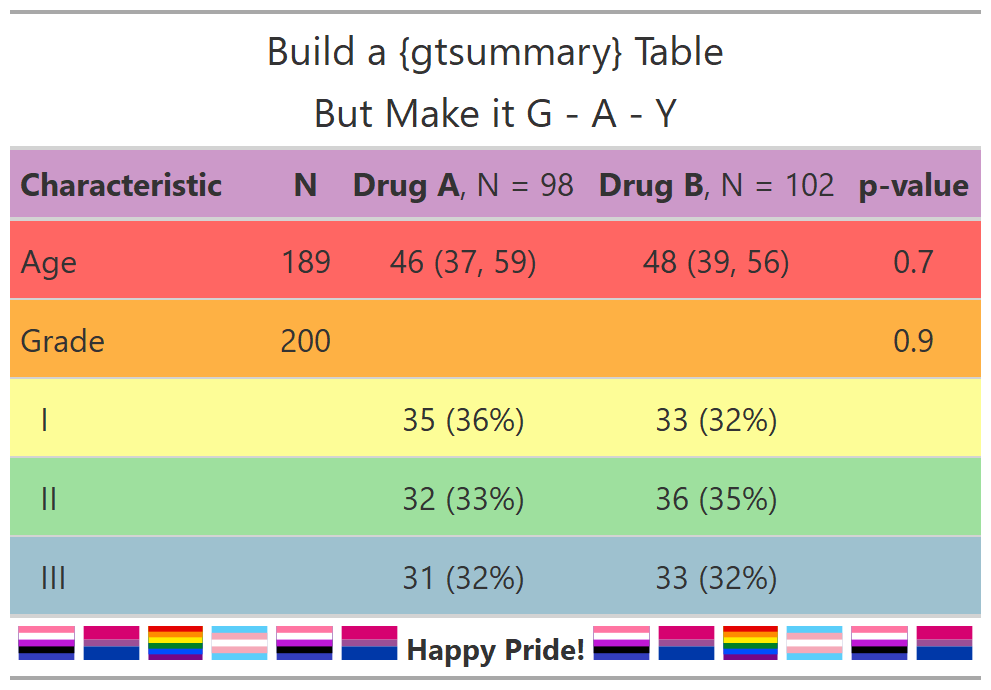 Build a {gtsummary} Table
But Make it G - A - Y
Characteristic N Drug A, N = 98 Drug B, N = 102 p-value
Age 189 46 (37, 59) 48 (39, 56) 0.7
Grade 200 0.9
I 35 (36%) 33 (32%)
II 32 (33%) 36 (35%)
III 31 (32%) 33 (32%)
Happy Pride!